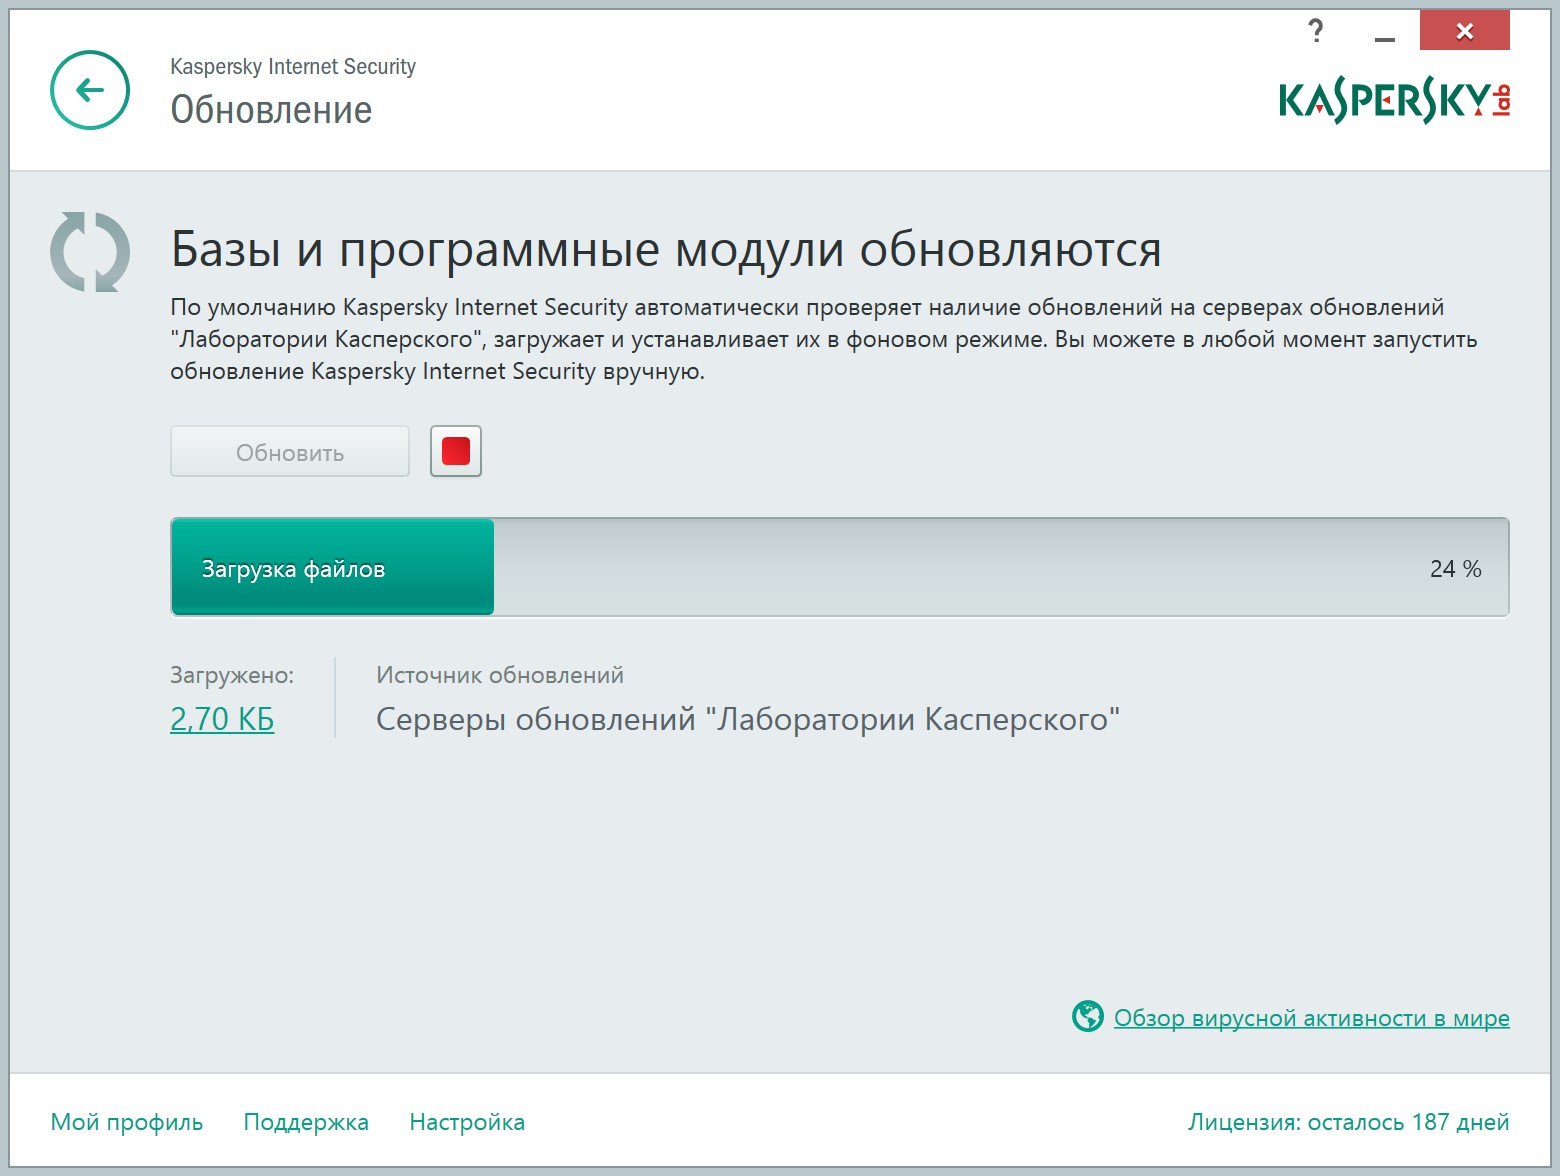 ?
Kaspersky Internet Security
Обновление
KASPERSKY lab
Базы и программные модули обновляются
По умолчанию Kaspersky Internet Security автоматически проверяет наличие обновлений на серверах обновлений
"Лаборатории Касперского", загружает и устанавливает их в фоновом режиме. Вы можете в любой момент запустить
обновление Kaspersky Internet Security вручную.
Обновить
Загрузка файлов
24 %
Загружено:
2,70 КБ
Источник обновлений
Серверы обновлений "Лаборатории Касперского"
Обзор вирусной активности в мире
Мой профиль
Поддержка
Настройка
Лицензия: осталось 187 дней